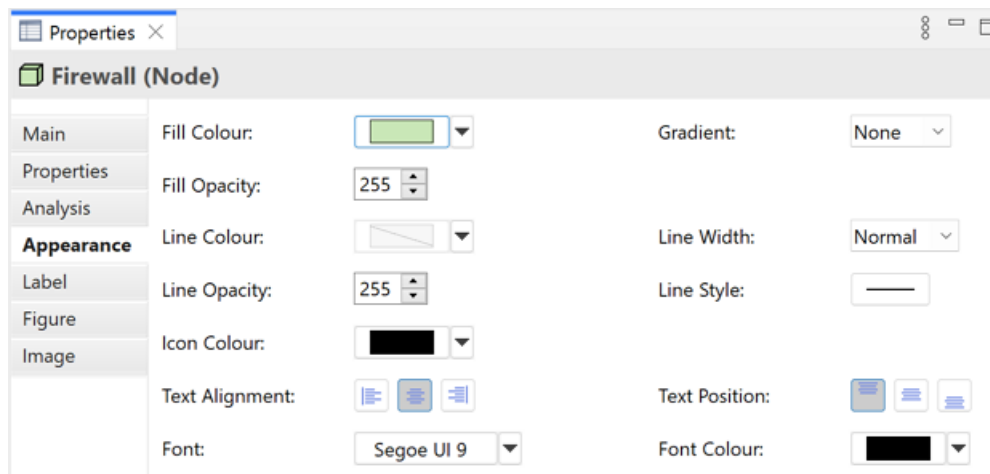 Properties
Firewall (Node)
Main
Properties
Analysis
Appearance
Label
Figure
Image
Fill Colour:
Gradient: None
Fill Opacity: 255
Line Colour:
Line Width: Normal
Line Opacity: 255
Line Style:
Icon Colour:
Text Alignment:
Text Position:
Font: Segoe UI 9
Font Colour: